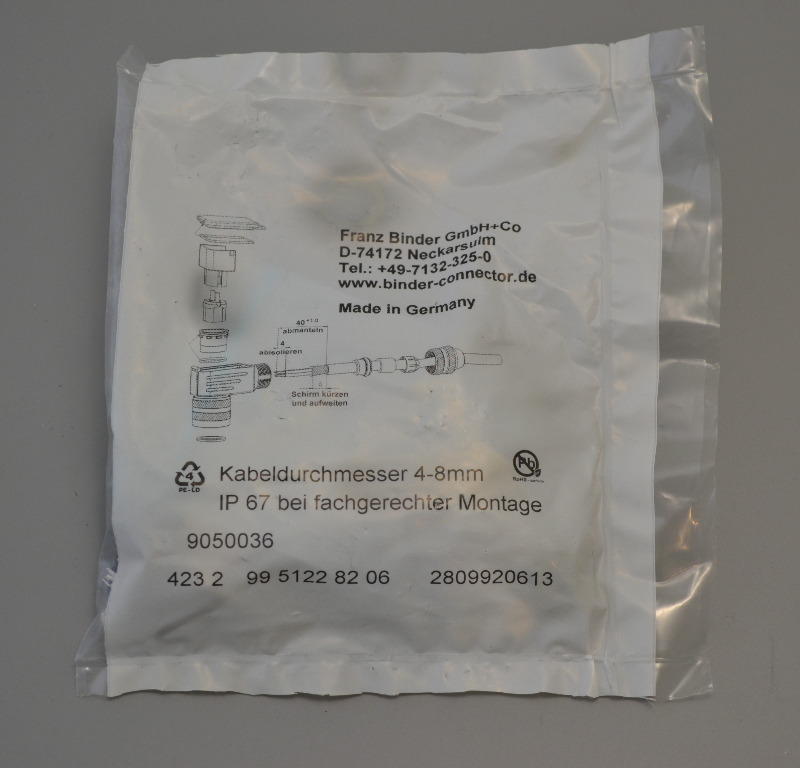 Franz Binder GmbH+Co
D-74172 Neckarsulm
Tel.: +49-7132-325-0
www.binder-connector.de
Made in Germany
40
abmanteln
4
abisolieren
Schirm kürzen
und aufweiten
4
PE-LD
Pb
RoHS
Kabeldurchmesser 4-8mm
IP 67 bei fachgerechter Montage
9050036
423 2 99 5122 82 06 2809920613